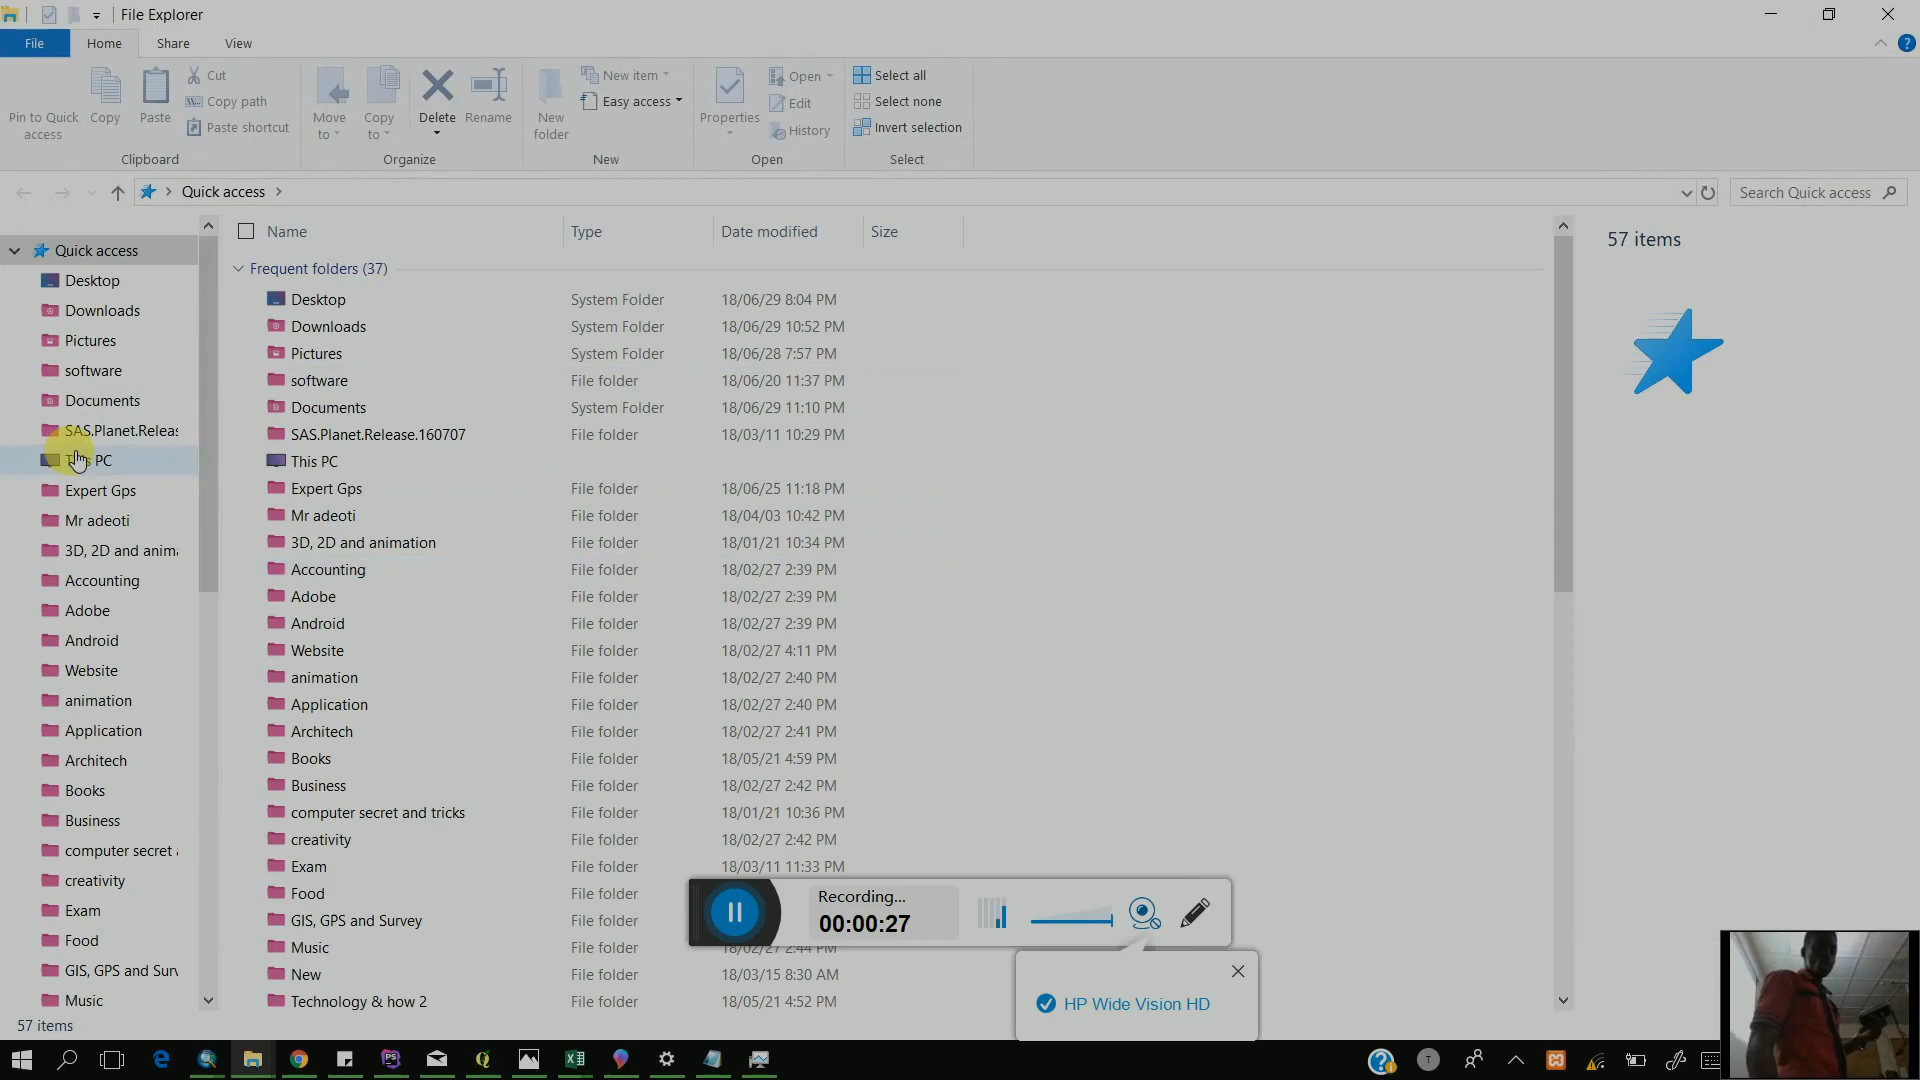 File Explorer
File Home Share View
Pin to Quick access
Copy
Paste
Cut
Copy path
Paste shortcut
Clipboard
Move to
Copy to
Delete
Rename
Organize
New folder
New item
Easy access
New
Properties
Open
Edit
History
Open
Select all
Select none
Invert selection
Select
Quick access
Search Quick access
Quick access
Desktop
Downloads
Pictures
software
Documents
SAS.Planet.Releas
This PC
Expert Gps
Mr adeoti
3D, 2D and anim
Accounting
Adobe
Android
Website
animation
Application
Architech
Books
Business
computer secret
creativity
Exam
Food
GIS, GPS and Surv
Music
Name Type Date modified Size
Frequent folders (37)
Desktop System Folder 18/06/29 8:04 PM
Downloads System Folder 18/06/29 10:52 PM
Pictures System Folder 18/06/28 7:57 PM
software File folder 18/06/20 11:37 PM
Documents System Folder 18/06/29 11:10 PM
SAS.Planet.Release.160707 File folder 18/03/11 10:29 PM
This PC
Expert Gps File folder 18/06/25 11:18 PM
Mr adeoti File folder 18/04/03 10:42 PM
3D, 2D and animation File folder 18/01/21 10:34 PM
Accounting File folder 18/02/27 2:39 PM
Adobe File folder 18/02/27 2:39 PM
Android File folder 18/02/27 2:39 PM
Website File folder 18/02/27 4:11 PM
animation File folder 18/02/27 2:40 PM
Application File folder 18/02/27 2:40 PM
Architech File folder 18/02/27 2:41 PM
Books File folder 18/05/21 4:59 PM
Business File folder 18/02/27 2:42 PM
computer secret and tricks File folder 18/01/21 10:36 PM
creativity File folder 18/02/27 2:42 PM
Exam File folder 18/03/11 11:33 PM
Food File folder
GIS, GPS and Survey File folder
Music File folder 18/02/27 2:44 PM
New File folder 18/03/15 8:30 AM
Technology & how 2 File folder 18/05/21 4:52 PM
57 items
Recording...
00:00:27
HP Wide Vision HD
57 items